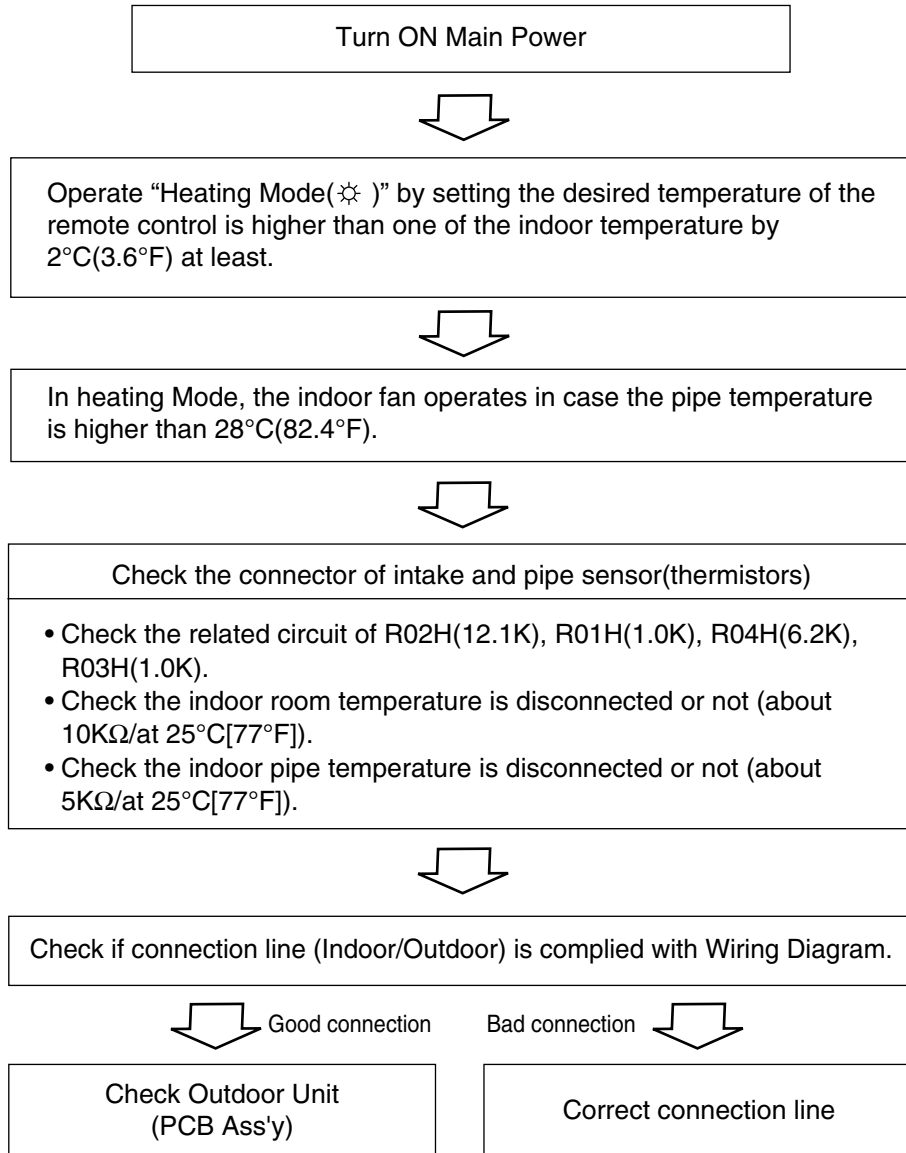 Turn ON Main Power
Operate “Heating Mode(☼ )” by setting the desired temperature of the
remote control is higher than one of the indoor temperature by
2°C(3.6°F) at least.
In heating Mode, the indoor fan operates in case the pipe temperature
is higher than 28°C(82.4°F).
Check the connector of intake and pipe sensor(thermistors)
• Check the related circuit of R02H(12.1K), R01H(1.0K), R04H(6.2K),
R03H(1.0K).
• Check the indoor room temperature is disconnected or not (about
10KΩ/at 25°C[77°F]).
• Check the indoor pipe temperature is disconnected or not (about
5KΩ/at 25°C[77°F]).
Check if connection line (Indoor/Outdoor) is complied with Wiring Diagram.
Good connection
Bad connection
Check Outdoor Unit
(PCB Ass'y)
Correct connection line